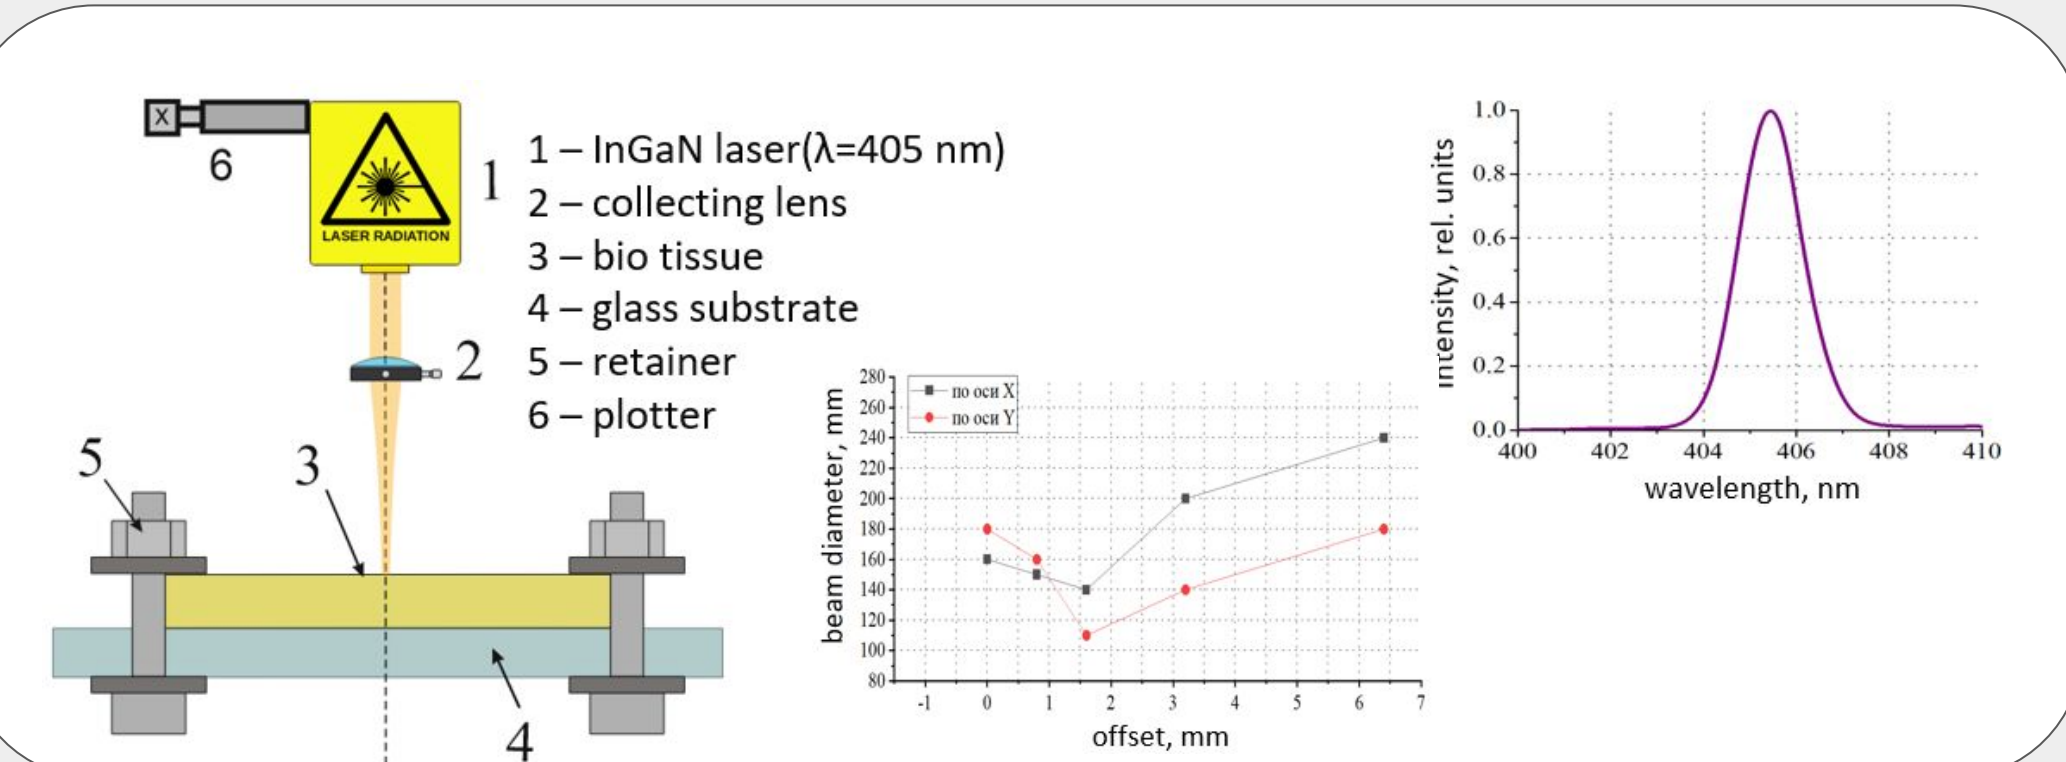 X
6
LASER RADIATION
1
2
3
5
4
1 – InGaN laser(λ=405 nm)
2 – collecting lens
3 – bio tissue
4 – glass substrate
5 – retainer
6 – plotter
beam diameter, mm
280
260
240
220
200
180
160
140
120
100
80
по оси X
по оси Y
-1 0 1 2 3 4 5 6 7
offset, mm
intensity, rel. units
1.0
0.8
0.6
0.4
0.2
0.0
400 402 404 406 408 410
wavelength, nm